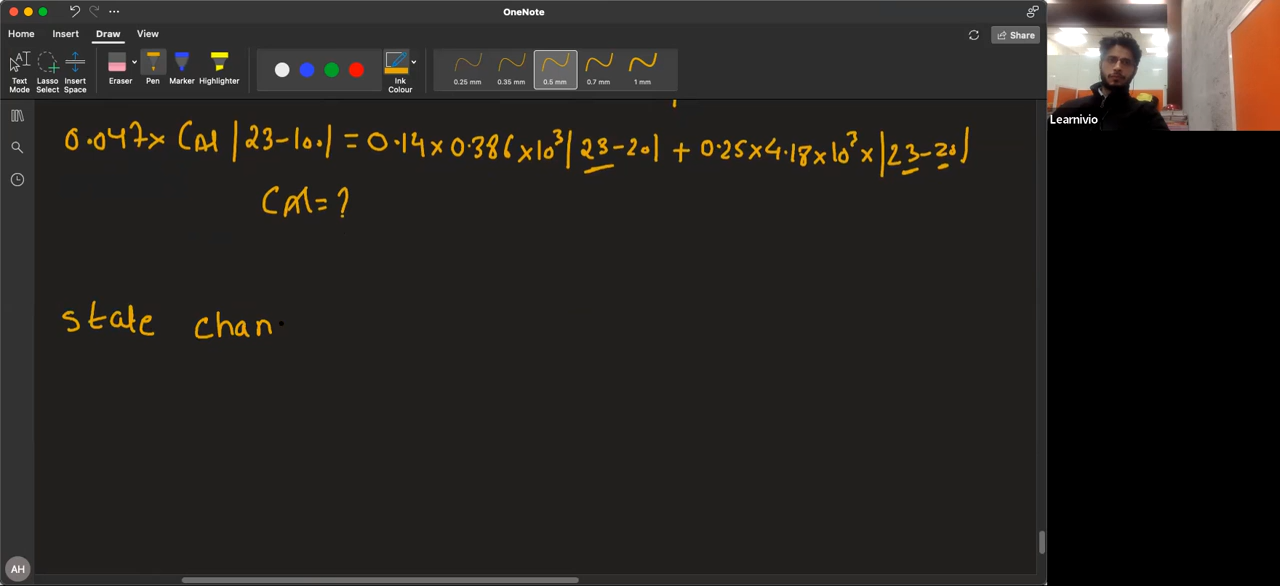 OneNote
Home Insert Draw View
Share
Text Mode
Lasso Select
Insert Space
Eraser
Pen
Marker
Highlighter
Ink Colour
0.25 mm
0.35 mm
0.5 mm
0.7 mm
1 mm
Learnivio
0.047× CAl |23-100| = 0.14×0.386×10³|23-20| + 0.25×4.18×10³×|23-20|
CAl = ?
state chan
AH